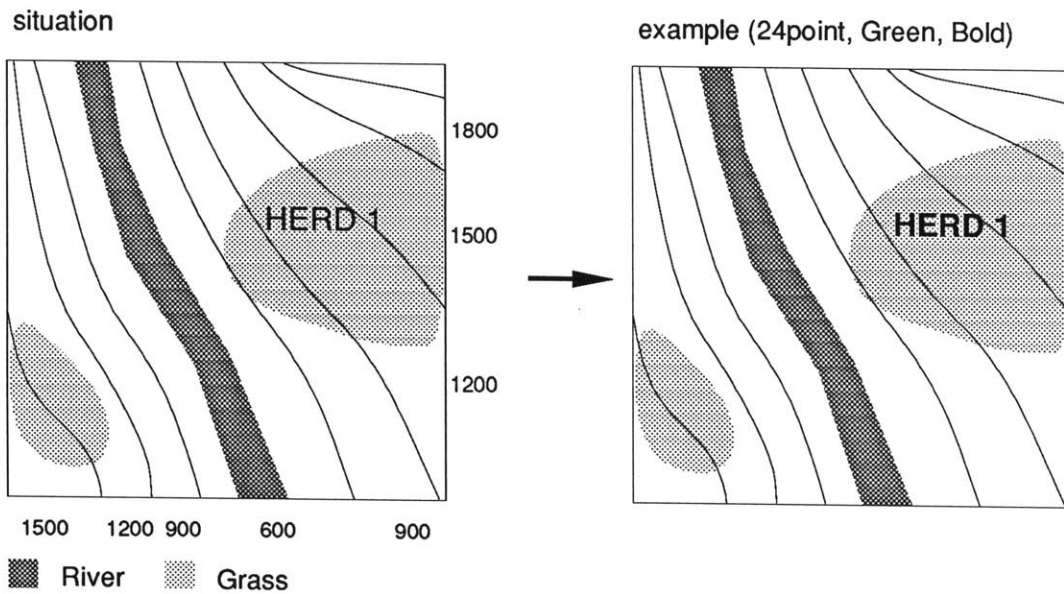 situation
example (24point, Green, Bold)
1800
HERD 1
HERD 1
1500
1200
1500 1200 900 600 900
River Grass